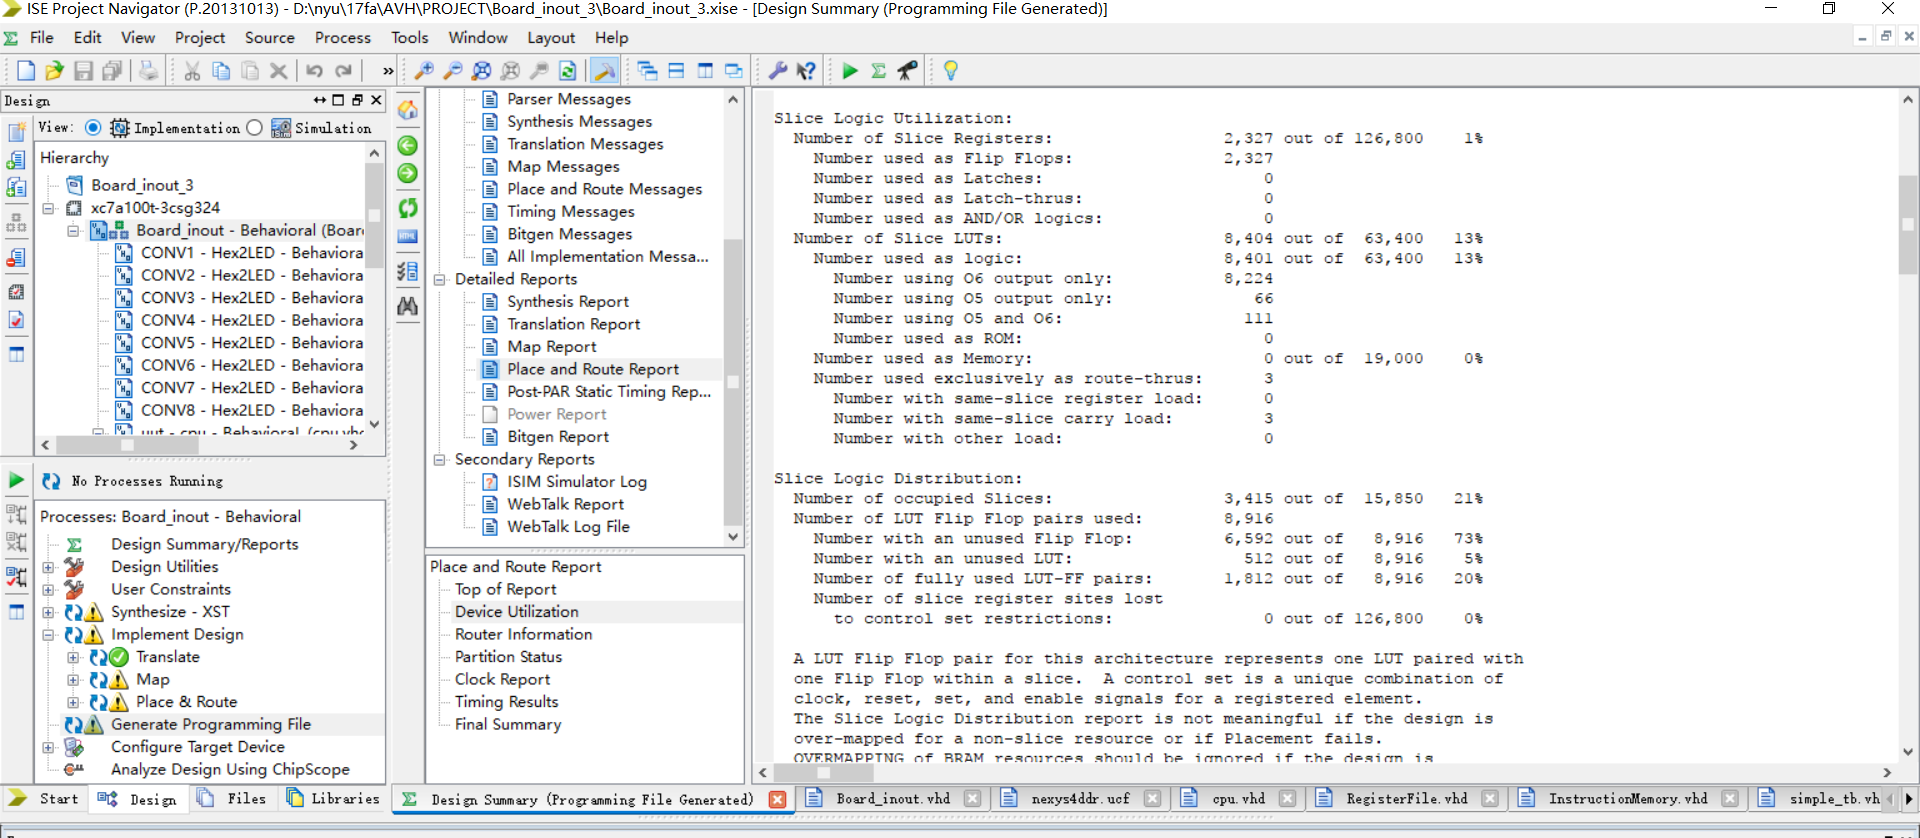 ISE Project Navigator (P.20131013) - D:\nyu\17fa\AVH\PROJECT\Board_inout_3\Board_inout_3.xise - [Design Summary (Programming File Generated)]
File Edit View Project Source Process Tools Window Layout Help
»
Design
View: Implementation Simulation
Hierarchy
Board_inout_3
xc7a100t-3csg324
Board_inout - Behavioral (Board
CONV1 - Hex2LED - Behaviora
CONV2 - Hex2LED - Behaviora
CONV3 - Hex2LED - Behaviora
CONV4 - Hex2LED - Behaviora
CONV5 - Hex2LED - Behaviora
CONV6 - Hex2LED - Behaviora
CONV7 - Hex2LED - Behaviora
CONV8 - Hex2LED - Behaviora
uut - cpu - Behavioral (cpu.vhd
No Processes Running
Processes: Board_inout - Behavioral
Design Summary/Reports
Design Utilities
User Constraints
Synthesize - XST
Implement Design
Translate
Map
Place & Route
Generate Programming File
Configure Target Device
Analyze Design Using ChipScope
Start Design Files Libraries
Parser Messages
Synthesis Messages
Translation Messages
Map Messages
Place and Route Messages
Timing Messages
Bitgen Messages
All Implementation Messa...
Detailed Reports
Synthesis Report
Translation Report
Map Report
Place and Route Report
Post-PAR Static Timing Rep...
Power Report
Bitgen Report
Secondary Reports
ISIM Simulator Log
WebTalk Report
WebTalk Log File
Place and Route Report
Top of Report
Device Utilization
Router Information
Partition Status
Clock Report
Timing Results
Final Summary
Slice Logic Utilization:
Number of Slice Registers: 2,327 out of 126,800 1%
Number used as Flip Flops: 2,327
Number used as Latches: 0
Number used as Latch-thrus: 0
Number used as AND/OR logics: 0
Number of Slice LUTs: 8,404 out of 63,400 13%
Number used as logic: 8,401 out of 63,400 13%
Number using O6 output only: 8,224
Number using O5 output only: 66
Number using O5 and O6: 111
Number used as ROM: 0
Number used as Memory: 0 out of 19,000 0%
Number used exclusively as route-thrus: 3
Number with same-slice register load: 0
Number with same-slice carry load: 3
Number with other load: 0
Slice Logic Distribution:
Number of occupied Slices: 3,415 out of 15,850 21%
Number of LUT Flip Flop pairs used: 8,916
Number with an unused Flip Flop: 6,592 out of 8,916 73%
Number with an unused LUT: 512 out of 8,916 5%
Number of fully used LUT-FF pairs: 1,812 out of 8,916 20%
Number of slice register sites lost
to control set restrictions: 0 out of 126,800 0%
A LUT Flip Flop pair for this architecture represents one LUT paired with
one Flip Flop within a slice. A control set is a unique combination of
clock, reset, set, and enable signals for a registered element.
The Slice Logic Distribution report is not meaningful if the design is
over-mapped for a non-slice resource or if Placement fails.
OVERMAPPING of BRAM resources should be ignored if the design is
Design Summary (Programming File Generated) Board_inout.vhd nexys4ddr.ucf cpu.vhd RegisterFile.vhd InstructionMemory.vhd simple_tb.vh